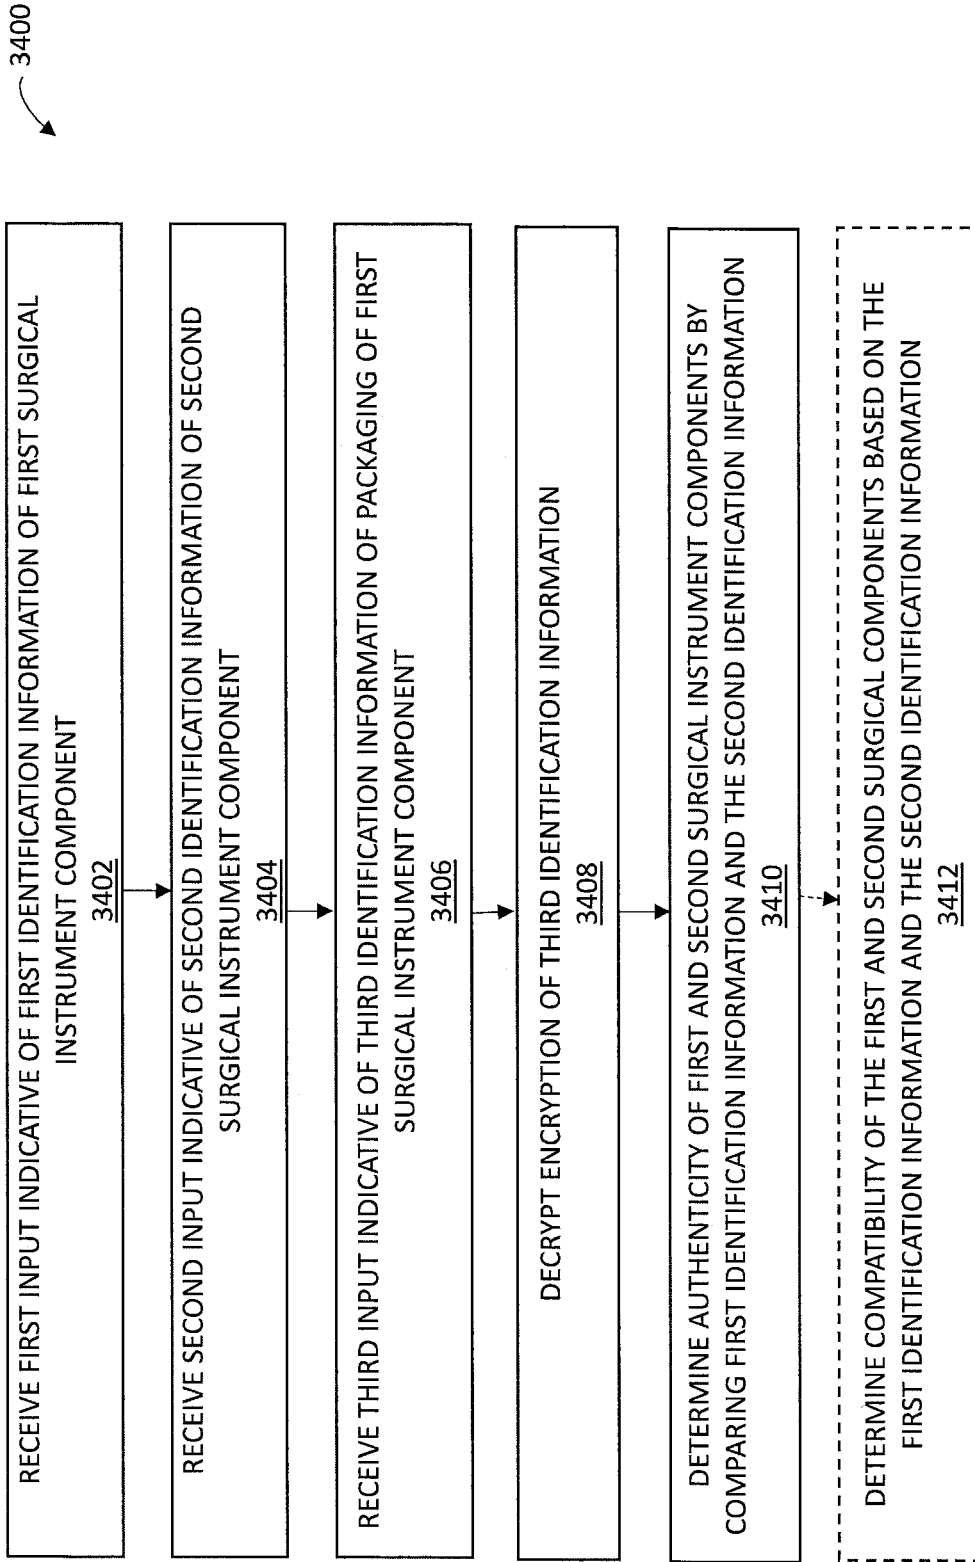 3400
RECEIVE FIRST INPUT INDICATIVE OF FIRST IDENTIFICATION INFORMATION OF FIRST SURGICAL
INSTRUMENT COMPONENT
3402
RECEIVE SECOND INPUT INDICATIVE OF SECOND IDENTIFICATION INFORMATION OF SECOND
SURGICAL INSTRUMENT COMPONENT
3404
RECEIVE THIRD INPUT INDICATIVE OF THIRD IDENTIFICATION INFORMATION OF PACKAGING OF FIRST
SURGICAL INSTRUMENT COMPONENT
3406
DECRYPT ENCRYPTION OF THIRD IDENTIFICATION INFORMATION
3408
DETERMINE AUTHENTICITY OF FIRST AND SECOND SURGICAL INSTRUMENT COMPONENTS BY
COMPARING FIRST IDENTIFICATION INFORMATION AND THE SECOND IDENTIFICATION INFORMATION
3410
DETERMINE COMPATIBILITY OF THE FIRST AND SECOND SURGICAL COMPONENTS BASED ON THE
FIRST IDENTIFICATION INFORMATION AND THE SECOND IDENTIFICATION INFORMATION
3412